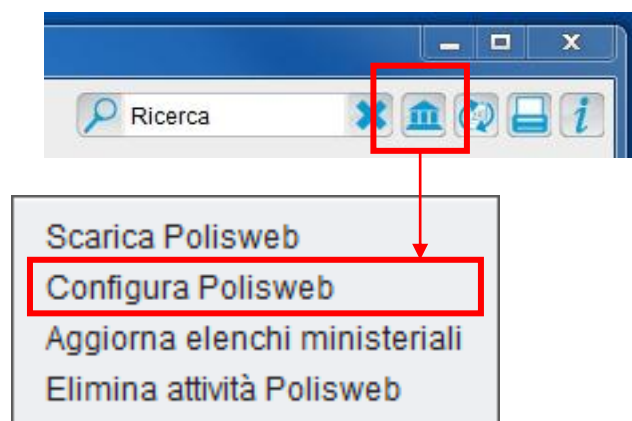 Ricerca
Scarica Polisweb
Configura Polisweb
Aggiorna elenchi ministeriali
Elimina attività Polisweb